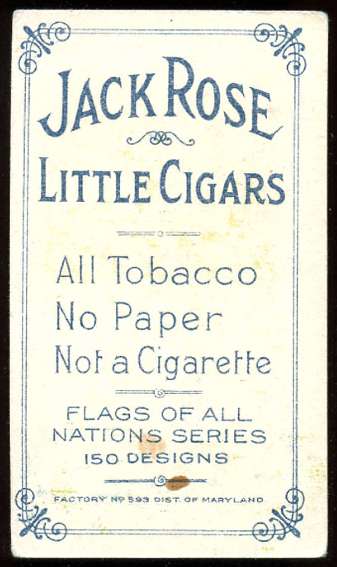 JACK ROSE
LITTLE CIGARS
All Tobacco
No Paper
Not a Cigarette
FLAGS OF ALL
NATIONS SERIES
150 DESIGNS
FACTORY Nº 593 DIST. OF MARYLAND